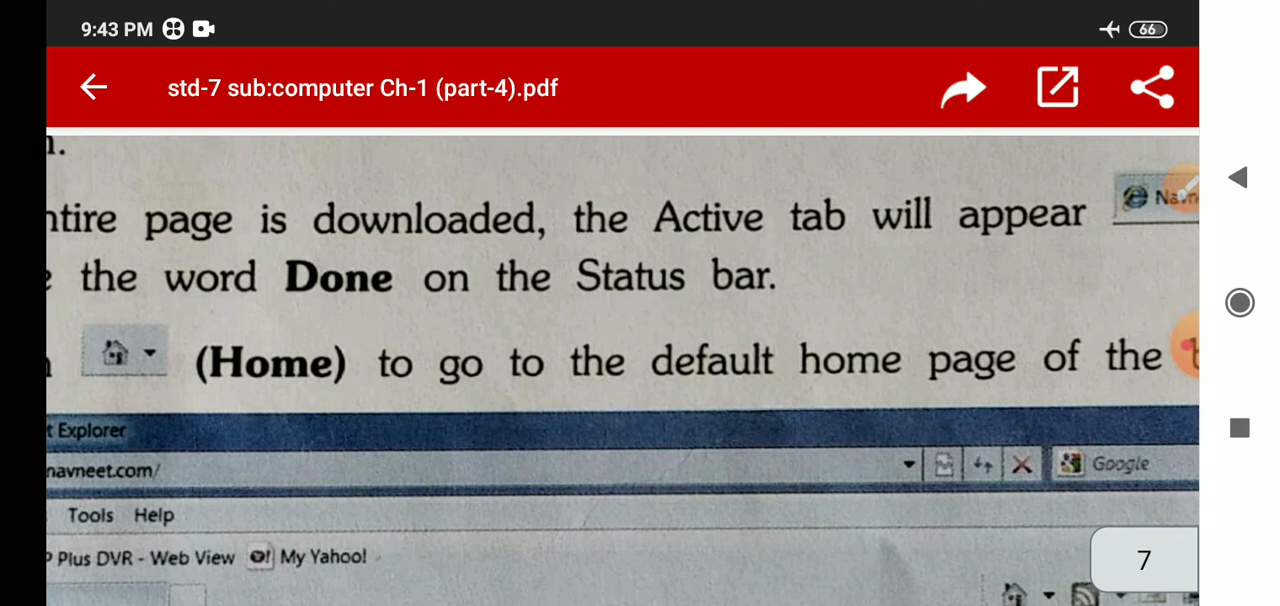 9:43 PM 66
std-7 sub:computer Ch-1 (part-4).pdf
page is downloaded, the Active tab will appear
the word Done on the Status bar.
(Home) to go to the default home page of the
Explorer
navneet.com/ Google
Tools Help
Plus DVR - Web View My Yahoo!
7